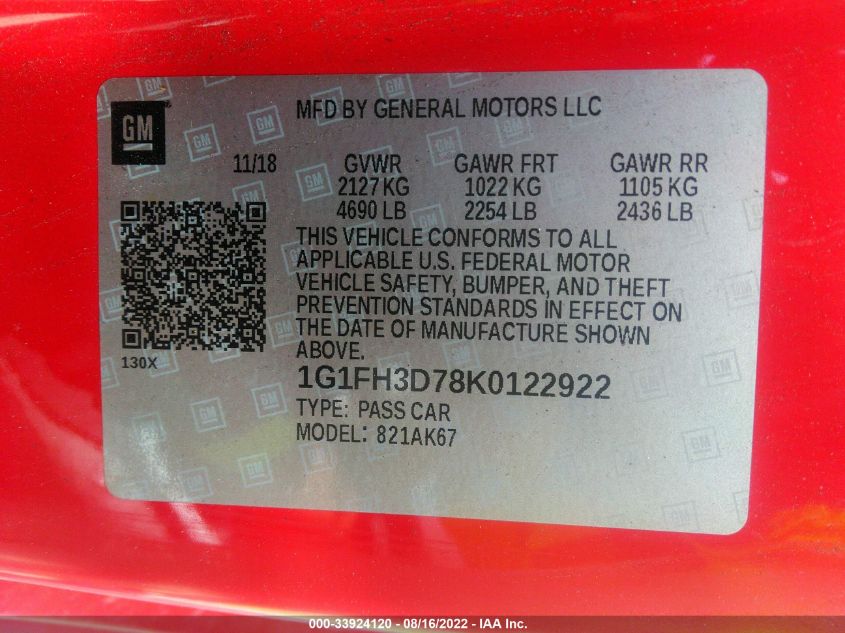 GM
MFD BY GENERAL MOTORS LLC
11/18 GVWR GAWR FRT GAWR RR
2127 KG 1022 KG 1105 KG
4690 LB 2254 LB 2436 LB
THIS VEHICLE CONFORMS TO ALL
APPLICABLE U.S. FEDERAL MOTOR
VEHICLE SAFETY, BUMPER, AND THEFT
PREVENTION STANDARDS IN EFFECT ON
THE DATE OF MANUFACTURE SHOWN
ABOVE.
130X
1G1FH3D78K0122922
TYPE: PASS CAR
MODEL: 821AK67
000-33924120 - 08/16/2022 - IAA Inc.